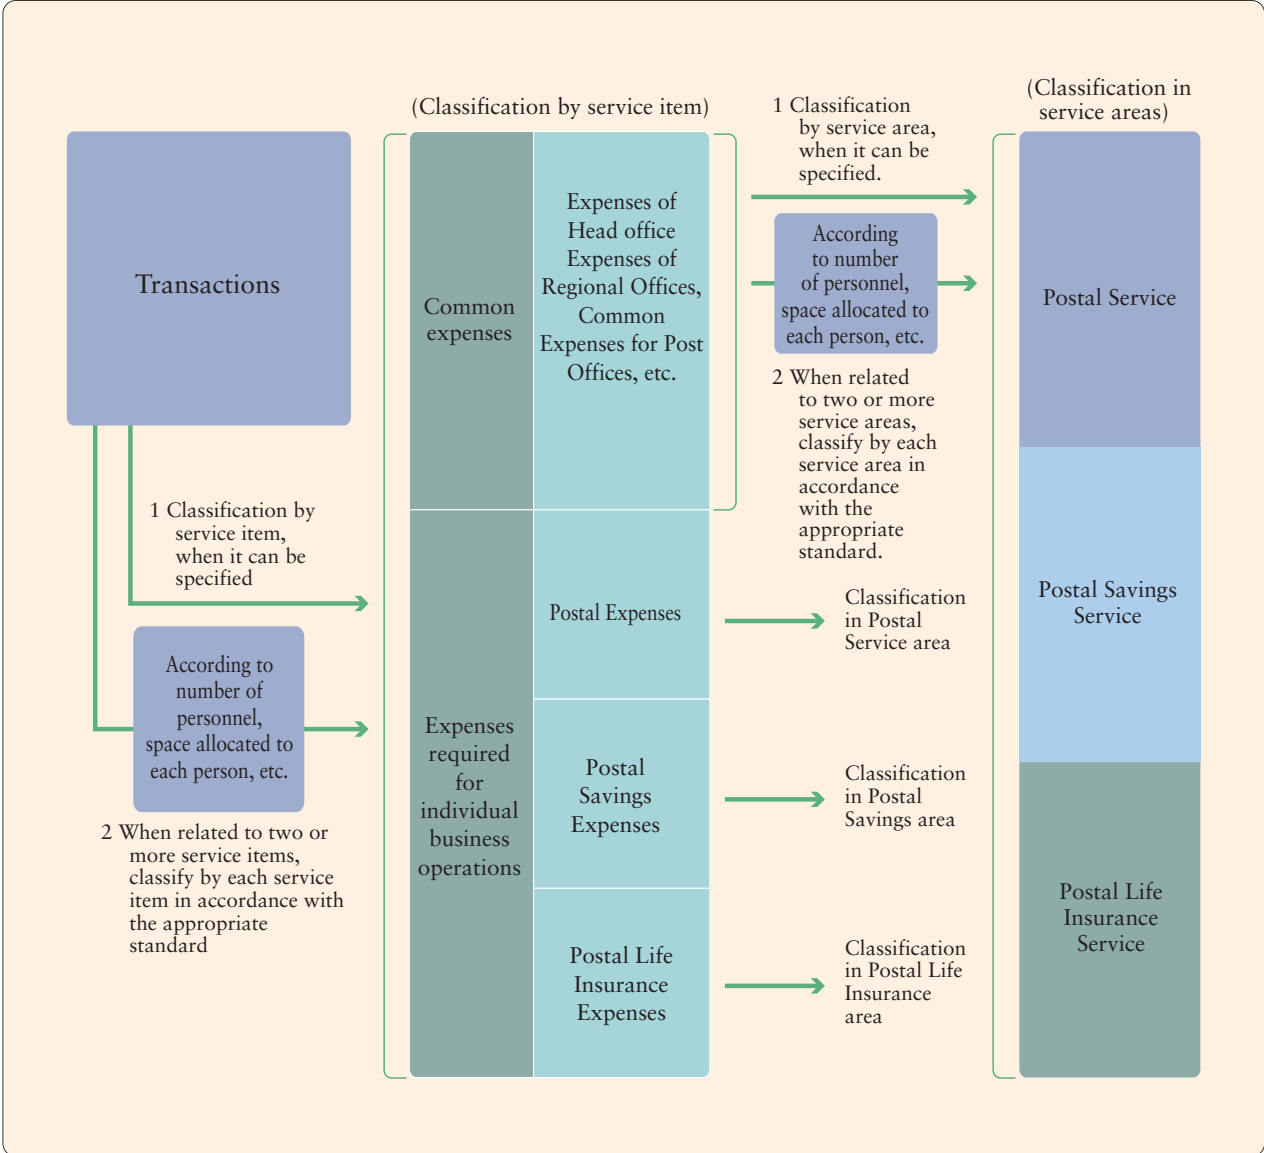 (Classification by service item)
1 Classification
by service area,
when it can be
specified.
(Classification in
service areas)
Transactions
Common
expenses
Expenses of
Head office
Expenses of
Regional Offices,
Common
Expenses for Post
Offices, etc.
According
to number
of personnel,
space allocated to
each person, etc.
2 When related
to two or more
service areas,
classify by each
service area in
accordance
with the
appropriate
standard.
Postal Service
1 Classification by
service item,
when it can be
specified
According to
number of
personnel,
space allocated to
each person, etc.
2 When related to two or
more service items,
classify by each service
item in accordance with
the appropriate
standard
Expenses
required
for
individual
business
operations
Postal Expenses
Classification
in Postal
Service area
Postal
Savings
Expenses
Classification
in Postal
Savings area
Postal Life
Insurance
Expenses
Classification
in Postal Life
Insurance
area
Postal Savings
Service
Postal Life
Insurance
Service